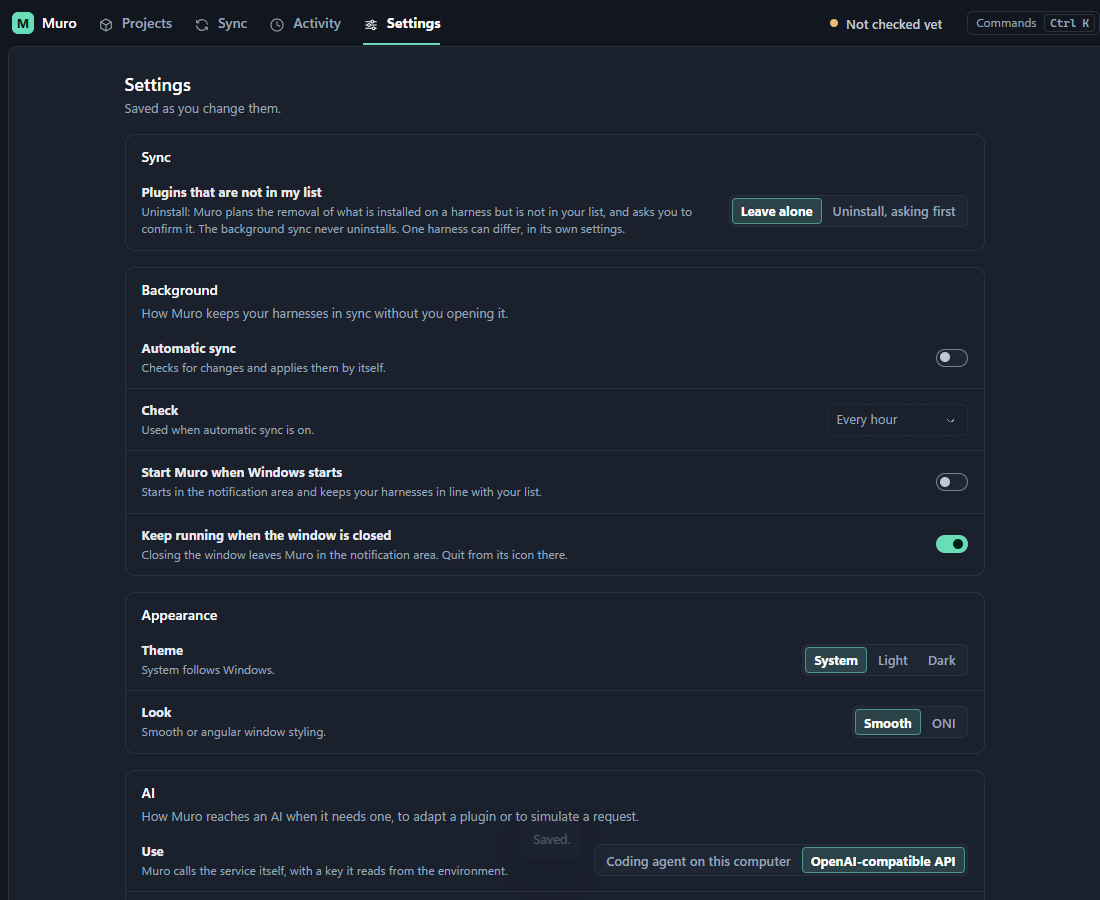 M Muro Projects Sync Activity Settings Not checked yet Commands Ctrl K
Settings
Saved as you change them.
Sync
Plugins that are not in my list
Uninstall: Muro plans the removal of what is installed on a harness but is not in your list, and asks you to
confirm it. The background sync never uninstalls. One harness can differ, in its own settings.
Leave alone Uninstall, asking first
Background
How Muro keeps your harnesses in sync without you opening it.
Automatic sync
Checks for changes and applies them by itself.
Check
Used when automatic sync is on.
Every hour
Start Muro when Windows starts
Starts in the notification area and keeps your harnesses in line with your list.
Keep running when the window is closed
Closing the window leaves Muro in the notification area. Quit from its icon there.
Appearance
Theme
System follows Windows.
System Light Dark
Look
Smooth or angular window styling.
Smooth ONI
AI
How Muro reaches an AI when it needs one, to adapt a plugin or to simulate a request.
Saved.
Use
Muro calls the service itself, with a key it reads from the environment.
Coding agent on this computer OpenAI-compatible API